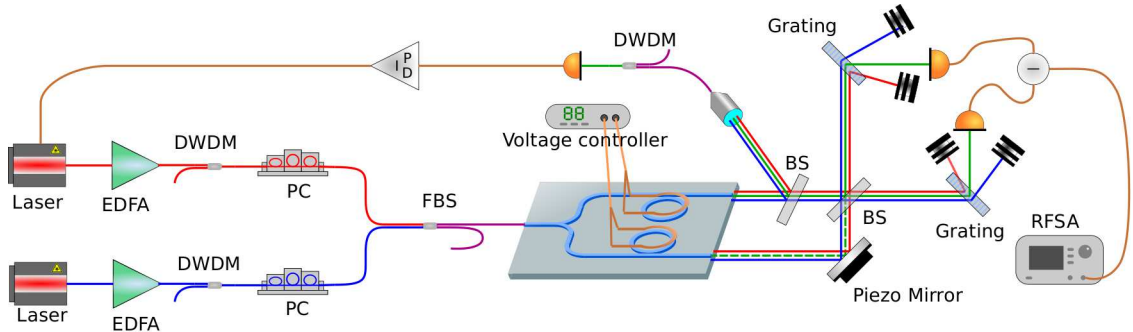 Grating
DWDM
P
I
D
88
Voltage controller
DWDM
Laser
EDFA
PC
BS
FBS
BS
Grating
RFSA
DWDM
Laser
EDFA
PC
Piezo Mirror